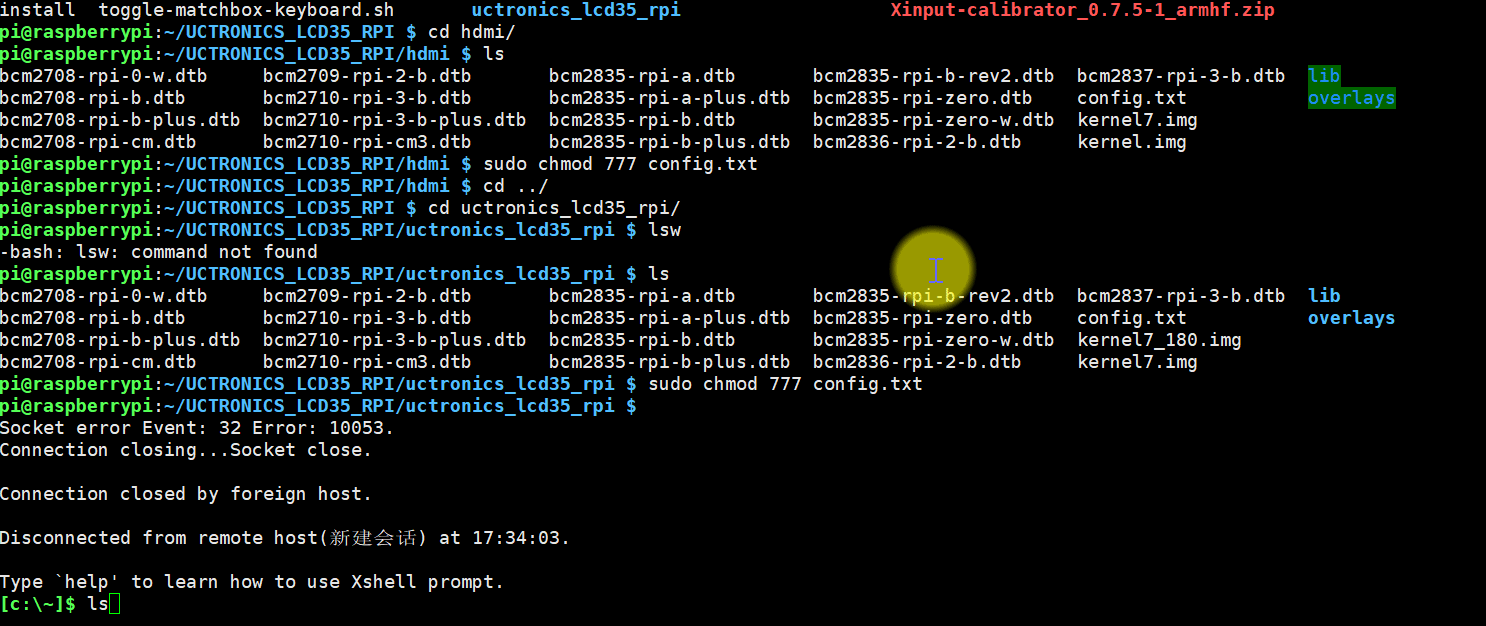 install  toggle-matchbox-keyboard.sh       uctronics_lcd35_rpi                   Xinput-calibrator_0.7.5-1_armhf.zip
pi@raspberrypi:~/UCTRONICS_LCD35_RPI $ cd hdmi/
pi@raspberrypi:~/UCTRONICS_LCD35_RPI/hdmi $ ls
bcm2708-rpi-0-w.dtb     bcm2709-rpi-2-b.dtb       bcm2835-rpi-a.dtb       bcm2835-rpi-b-rev2.dtb  bcm2837-rpi-3-b.dtb  lib
bcm2708-rpi-b.dtb       bcm2710-rpi-3-b.dtb       bcm2835-rpi-a-plus.dtb  bcm2835-rpi-zero.dtb    config.txt           overlays
bcm2708-rpi-b-plus.dtb  bcm2710-rpi-3-b-plus.dtb  bcm2835-rpi-b.dtb       bcm2835-rpi-zero-w.dtb  kernel7.img
bcm2708-rpi-cm.dtb      bcm2710-rpi-cm3.dtb       bcm2835-rpi-b-plus.dtb  bcm2836-rpi-2-b.dtb     kernel.img
pi@raspberrypi:~/UCTRONICS_LCD35_RPI/hdmi $ sudo chmod 777 config.txt
pi@raspberrypi:~/UCTRONICS_LCD35_RPI/hdmi $ cd ../
pi@raspberrypi:~/UCTRONICS_LCD35_RPI $ cd uctronics_lcd35_rpi/
pi@raspberrypi:~/UCTRONICS_LCD35_RPI/uctronics_lcd35_rpi $ lsw
-bash: lsw: command not found
pi@raspberrypi:~/UCTRONICS_LCD35_RPI/uctronics_lcd35_rpi $ ls
bcm2708-rpi-0-w.dtb     bcm2709-rpi-2-b.dtb       bcm2835-rpi-a.dtb       bcm2835-rpi-b-rev2.dtb  bcm2837-rpi-3-b.dtb  lib
bcm2708-rpi-b.dtb       bcm2710-rpi-3-b.dtb       bcm2835-rpi-a-plus.dtb  bcm2835-rpi-zero.dtb    config.txt           overlays
bcm2708-rpi-b-plus.dtb  bcm2710-rpi-3-b-plus.dtb  bcm2835-rpi-b.dtb       bcm2835-rpi-zero-w.dtb  kernel7_180.img
bcm2708-rpi-cm.dtb      bcm2710-rpi-cm3.dtb       bcm2835-rpi-b-plus.dtb  bcm2836-rpi-2-b.dtb     kernel7.img
pi@raspberrypi:~/UCTRONICS_LCD35_RPI/uctronics_lcd35_rpi $ sudo chmod 777 config.txt
pi@raspberrypi:~/UCTRONICS_LCD35_RPI/uctronics_lcd35_rpi $
Socket error Event: 32 Error: 10053.
Connection closing...Socket close.
Connection closed by foreign host.
Disconnected from remote host(新建会话) at 17:34:03.
Type `help' to learn how to use Xshell prompt.
[c:\~]$ ls